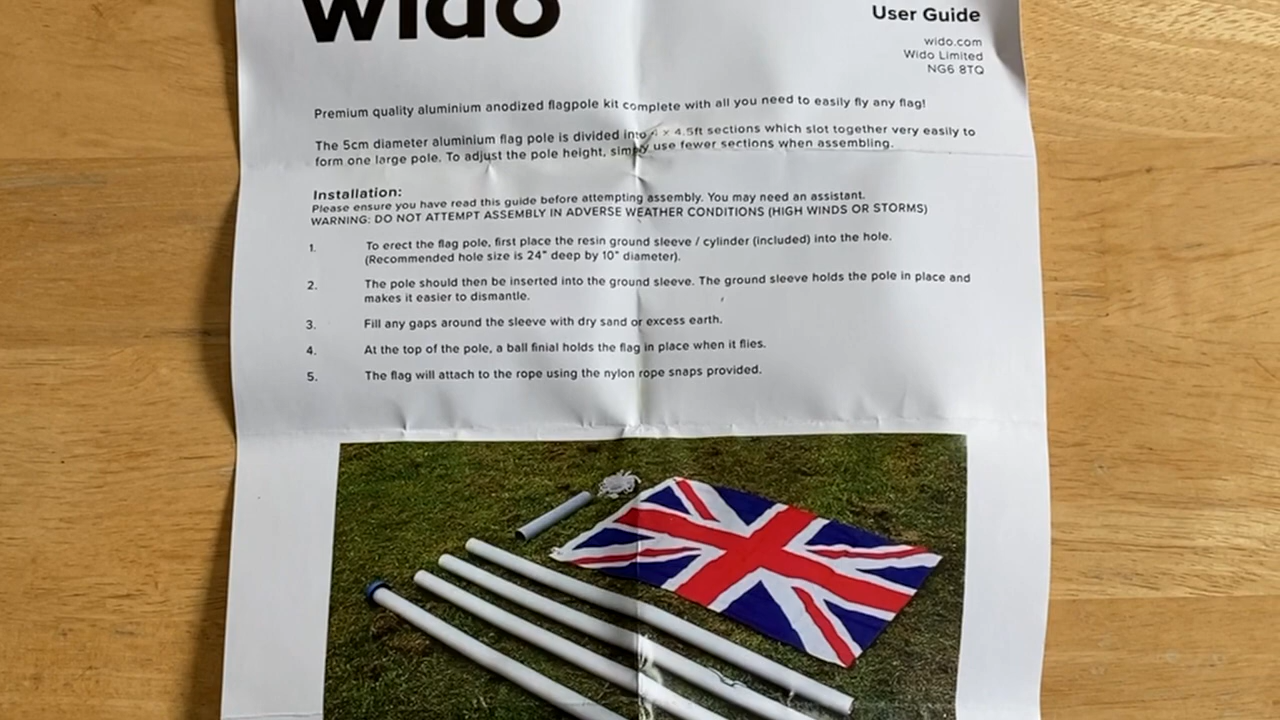 wido
User Guide
wido.com
Wido Limited
NG6 8TQ
Premium quality aluminium anodized flagpole kit complete with all you need to easily fly any flag!
The 5cm diameter aluminium flag pole is divided into x 4.5ft sections which slot together very easily to
form one large pole. To adjust the pole height, simply use fewer sections when assembling.
Installation:
Please ensure you have read this guide before attempting assembly. You may need an assistant.
WARNING: DO NOT ATTEMPT ASSEMBLY IN ADVERSE WEATHER CONDITIONS (HIGH WINDS OR STORMS)
1. To erect the flag pole, first place the resin ground sleeve / cylinder (included) into the hole.
(Recommended hole size is 24" deep by 10" diameter).
2. The pole should then be inserted into the ground sleeve. The ground sleeve holds the pole in place and
makes it easier to dismantle.
3. Fill any gaps around the sleeve with dry sand or excess earth.
4. At the top of the pole, a ball finial holds the flag in place when it flies.
5. The flag will attach to the rope using the nylon rope snaps provided.